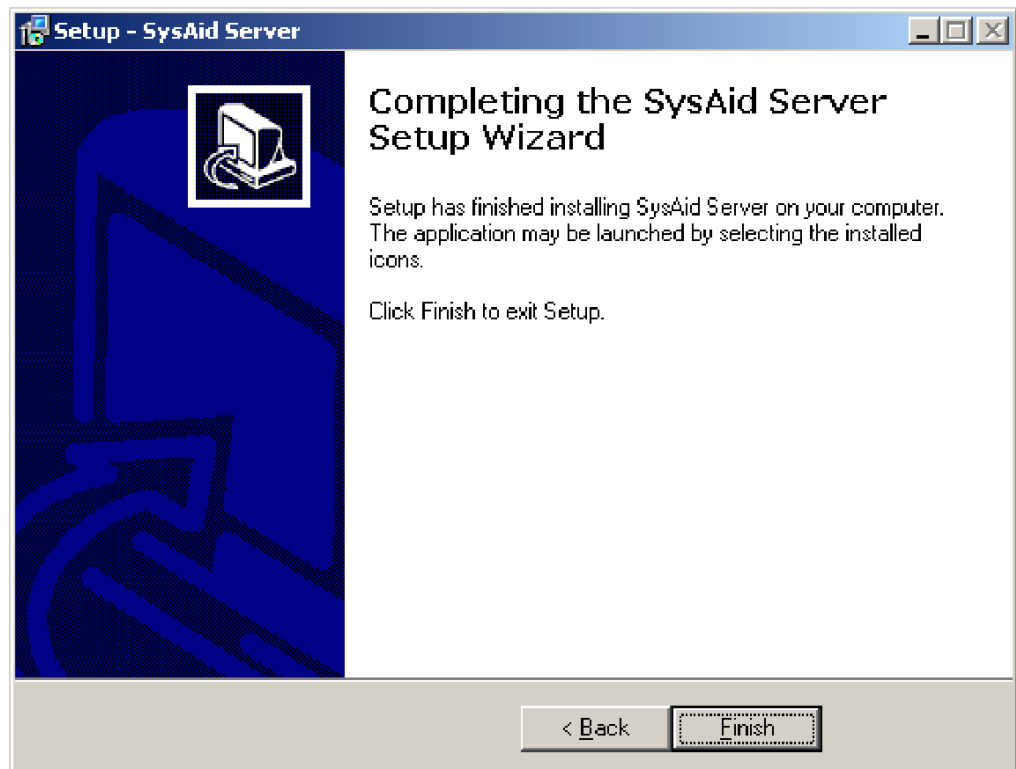 Setup - SysAid Server
Completing the SysAid Server
Setup Wizard
Setup has finished installing SysAid Server on your computer.
The application may be launched by selecting the installed
icons.
Click Finish to exit Setup.
< Back
Finish